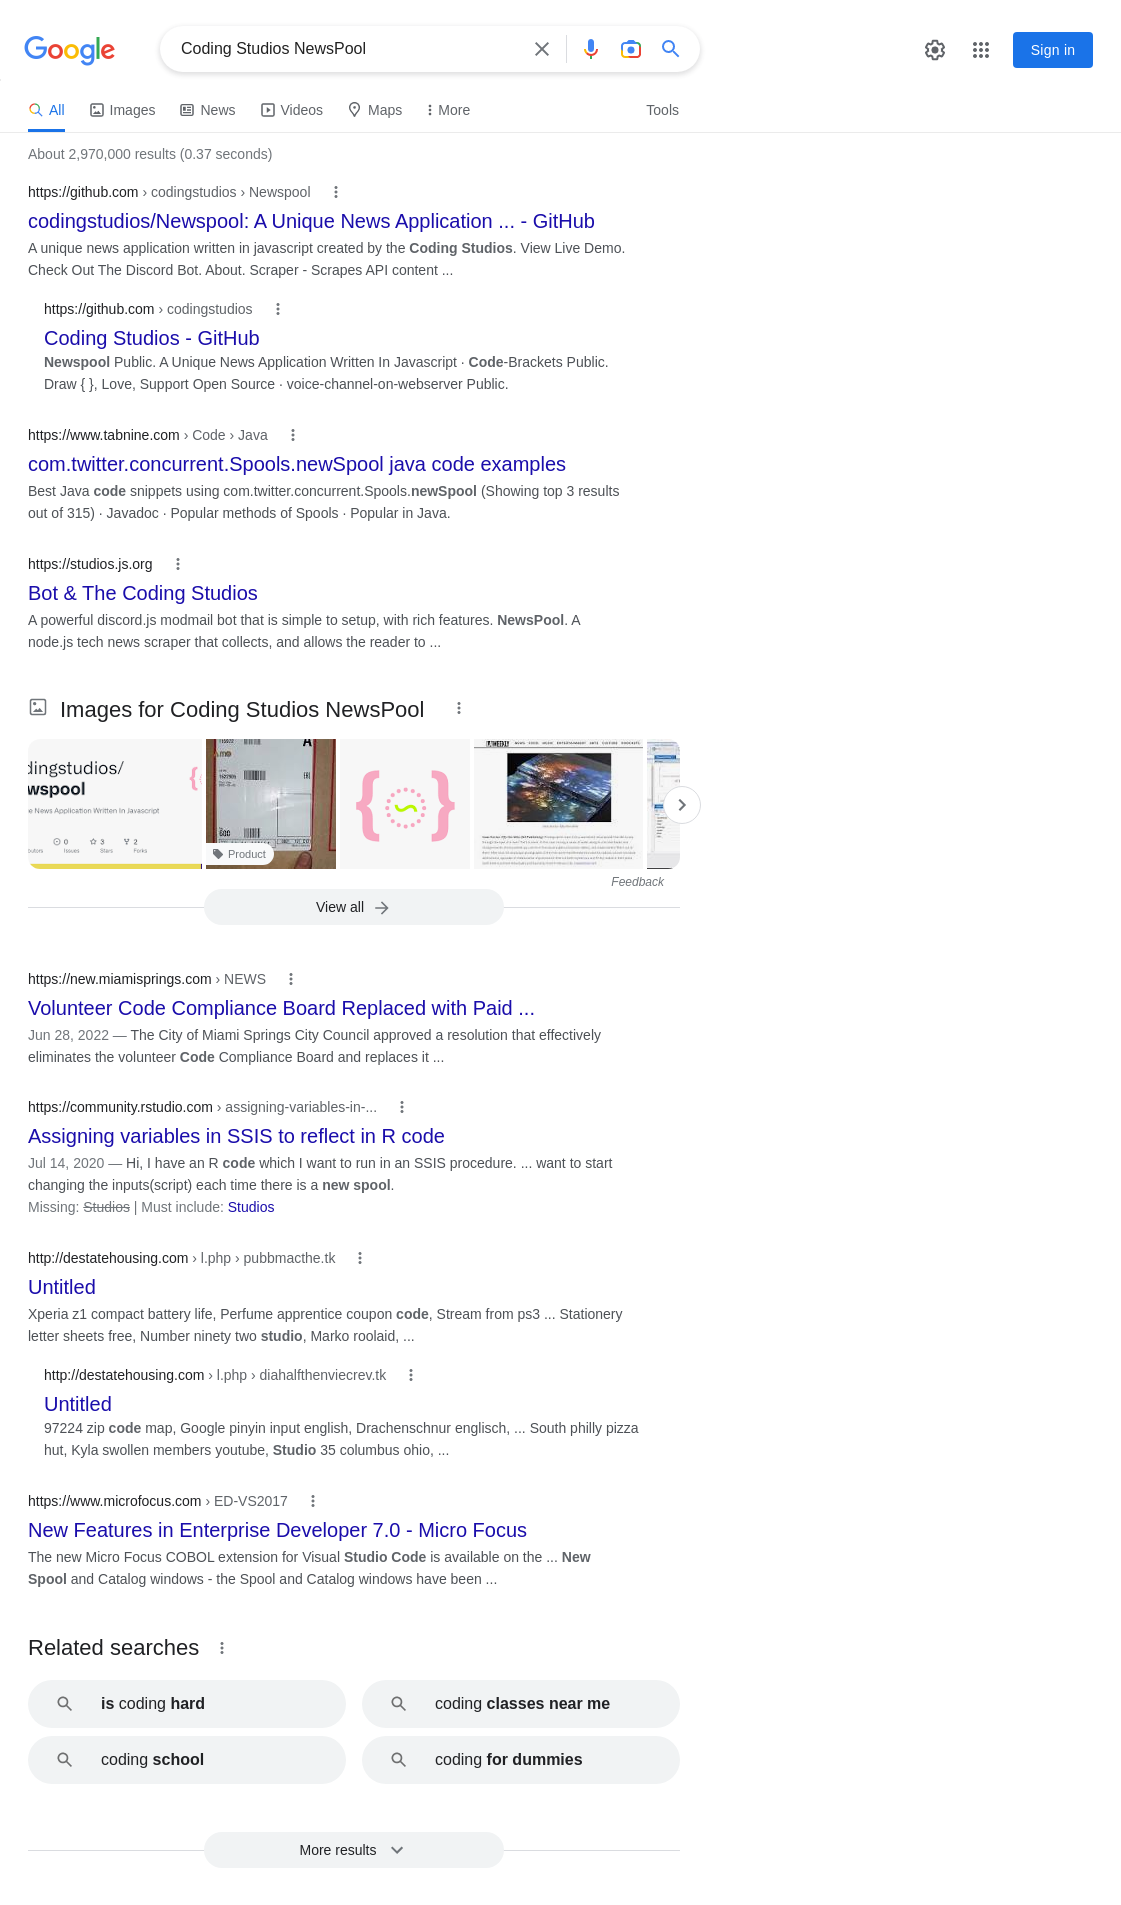 Google
Coding Studios NewsPool
Sign in
All
Images
News
Videos
Maps
More
Tools
About 2,970,000 results (0.37 seconds)
https://github.com › codingstudios › Newspool
codingstudios/Newspool: A Unique News Application ... - GitHub
A unique news application written in javascript created by the Coding Studios. View Live Demo.
Check Out The Discord Bot. About. Scraper - Scrapes API content ...
https://github.com › codingstudios
Coding Studios - GitHub
Newspool Public. A Unique News Application Written In Javascript · Code-Brackets Public.
Draw { }, Love, Support Open Source · voice-channel-on-webserver Public.
https://www.tabnine.com › Code › Java
com.twitter.concurrent.Spools.newSpool java code examples
Best Java code snippets using com.twitter.concurrent.Spools.newSpool (Showing top 3 results
out of 315) · Javadoc · Popular methods of Spools · Popular in Java.
https://studios.js.org
Bot & The Coding Studios
A powerful discord.js modmail bot that is simple to setup, with rich features. NewsPool. A
node.js tech news scraper that collects, and allows the reader to ...
Images for Coding Studios NewsPool
dingstudios/
wspool
e News Application Written In Javascript
0
3
2
Issues
Stars
Forks
Product
Feedback
View all
https://new.miamisprings.com › NEWS
Volunteer Code Compliance Board Replaced with Paid ...
Jun 28, 2022 — The City of Miami Springs City Council approved a resolution that effectively
eliminates the volunteer Code Compliance Board and replaces it ...
https://community.rstudio.com › assigning-variables-in-...
Assigning variables in SSIS to reflect in R code
Jul 14, 2020 — Hi, I have an R code which I want to run in an SSIS procedure. ... want to start
changing the inputs(script) each time there is a new spool.
Missing: Studios | Must include: Studios
http://destatehousing.com › l.php › pubbmacthe.tk
Untitled
Xperia z1 compact battery life, Perfume apprentice coupon code, Stream from ps3 ... Stationery
letter sheets free, Number ninety two studio, Marko roolaid, ...
http://destatehousing.com › l.php › diahalfthenviecrev.tk
Untitled
97224 zip code map, Google pinyin input english, Drachenschnur englisch, ... South philly pizza
hut, Kyla swollen members youtube, Studio 35 columbus ohio, ...
https://www.microfocus.com › ED-VS2017
New Features in Enterprise Developer 7.0 - Micro Focus
The new Micro Focus COBOL extension for Visual Studio Code is available on the ... New
Spool and Catalog windows - the Spool and Catalog windows have been ...
Related searches
is coding hard
coding classes near me
coding school
coding for dummies
More results